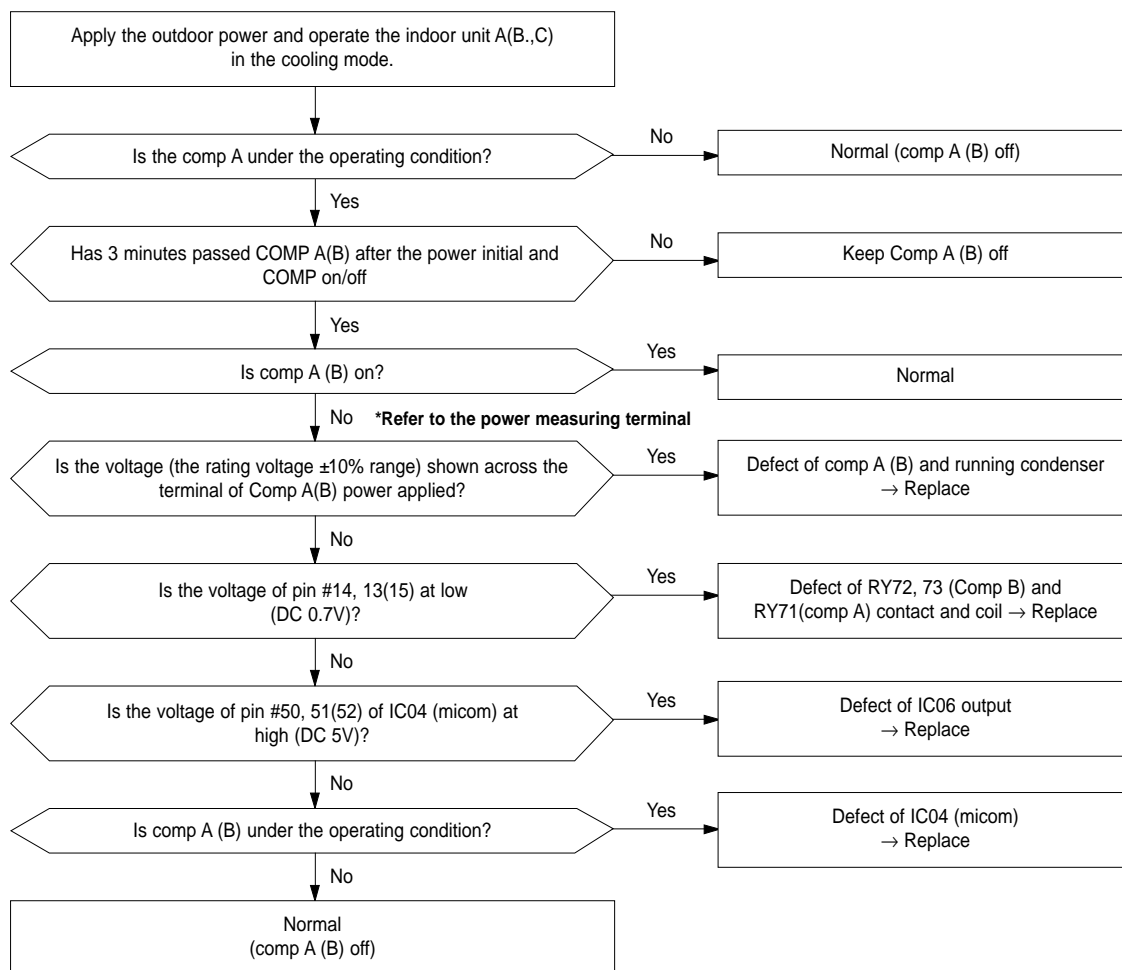 Apply the outdoor power and operate the indoor unit A(B.,C)
in the cooling mode.
Is the comp A under the operating condition?
No
Normal (comp A (B) off)
Yes
Has 3 minutes passed COMP A(B) after the power initial and
COMP on/off
No
Keep Comp A (B) off
Yes
Is comp A (B) on?
Yes
Normal
No
*Refer to the power measuring terminal
Is the voltage (the rating voltage ±10% range) shown across the
terminal of Comp A(B) power applied?
Yes
Defect of comp A (B) and running condenser
→ Replace
No
Is the voltage of pin #14, 13(15) at low
(DC 0.7V)?
Yes
Defect of RY72, 73 (Comp B) and
RY71(comp A) contact and coil → Replace
No
Is the voltage of pin #50, 51(52) of IC04 (micom) at
high (DC 5V)?
Yes
Defect of IC06 output
→ Replace
No
Is comp A (B) under the operating condition?
Yes
Defect of IC04 (micom)
→ Replace
No
Normal
(comp A (B) off)